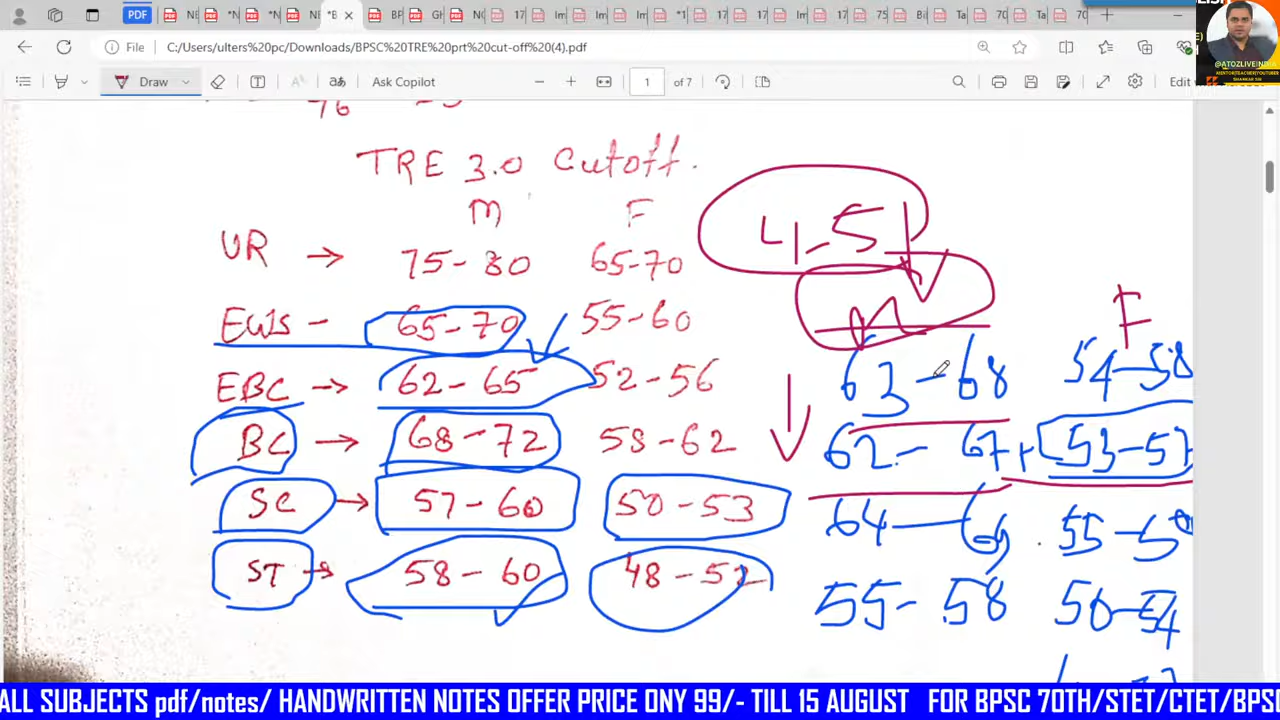 PDF
File C:/Users/ulters%20pc/Downloads/BPSC%20TRE%20prt%20cut-off%20(4).pdf
@ATOZLIVEINDIA
Draw
Ask Copilot
1 of 7
Edit
76
TRE 3.0 Cutoff.
M F
4-5
UR → 75-80 65-70
EWS - 65-70 55-60
M F
EBC → 62-65 52-56
63-68 54-58
BC → 68-72 58-62
62-67 53-57
SC → 57-60 50-53
64-69
ST → 58-60 48-52
55-58 50-54
ALL SUBJECTS pdf/notes/ HANDWRITTEN NOTES OFFER PRICE ONY 99/- TILL 15 AUGUST FOR BPSC 70TH/STET/CTET/BPSC